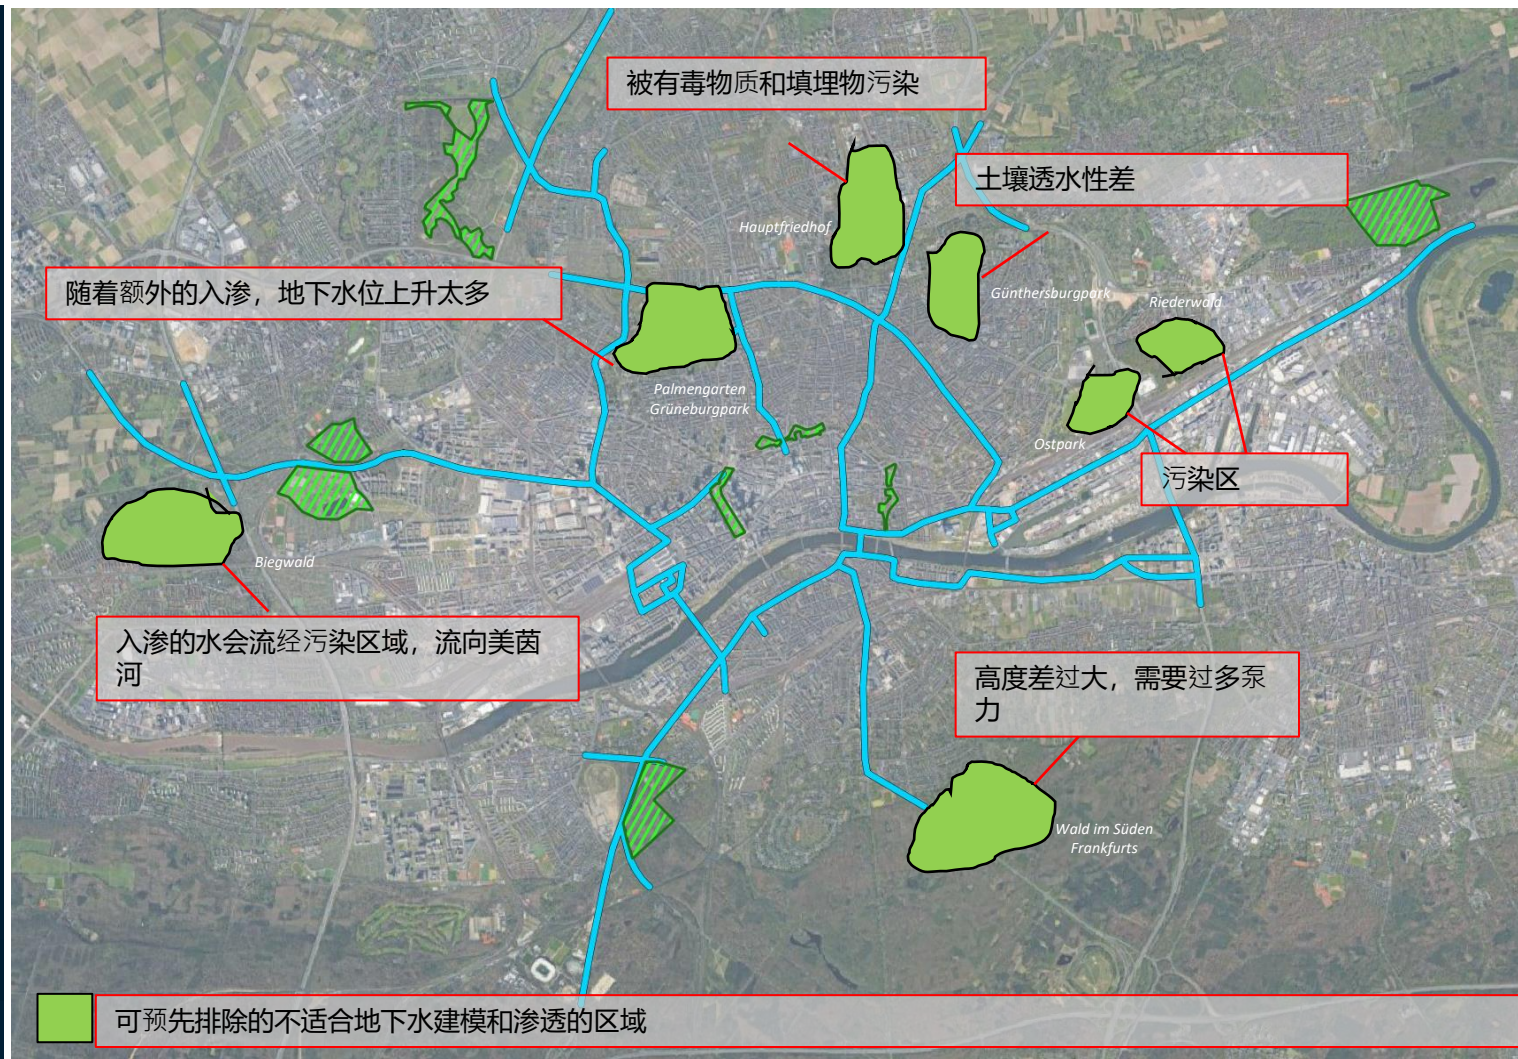 被有毒物质和填埋物污染
土壤透水性差
Hauptfriedhof
随着额外的入渗，地下水位上升太多
Günthersburgpark
Riederwald
Palmengarten
Grüneburgpark
Ostpark
污染区
Biegwald
入渗的水会流经污染区域，流向美茵
河
高度差过大，需要过多泵
力
Wald im Süden
Frankfurts
可预先排除的不适合地下水建模和渗透的区域